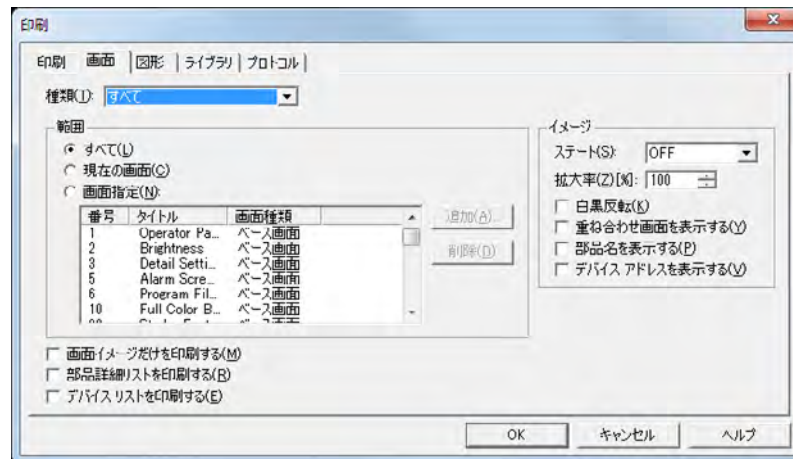 印刷
印刷 画面 図形 ライブラリ プロトコル
種類(T): すべて
範囲
すべて(L)
現在の画面(C)
画面指定(N):
番号 タイトル 画面種類
1 Operator Pa... ベース画面
2 Brightness ベース画面
3 Detail Setti... ベース画面
5 Alarm Scre... ベース画面
6 Program Fil... ベース画面
10 Full Color B... ベース画面
追加(A)...
削除(D)
イメージ
ステート(S): OFF
拡大率(Z)[%]: 100
白黒反転(K)
重ね合わせ画面を表示する(Y)
部品名を表示する(P)
デバイス アドレスを表示する(V)
画面イメージだけを印刷する(M)
部品詳細リストを印刷する(R)
デバイス リストを印刷する(E)
OK キャンセル ヘルプ